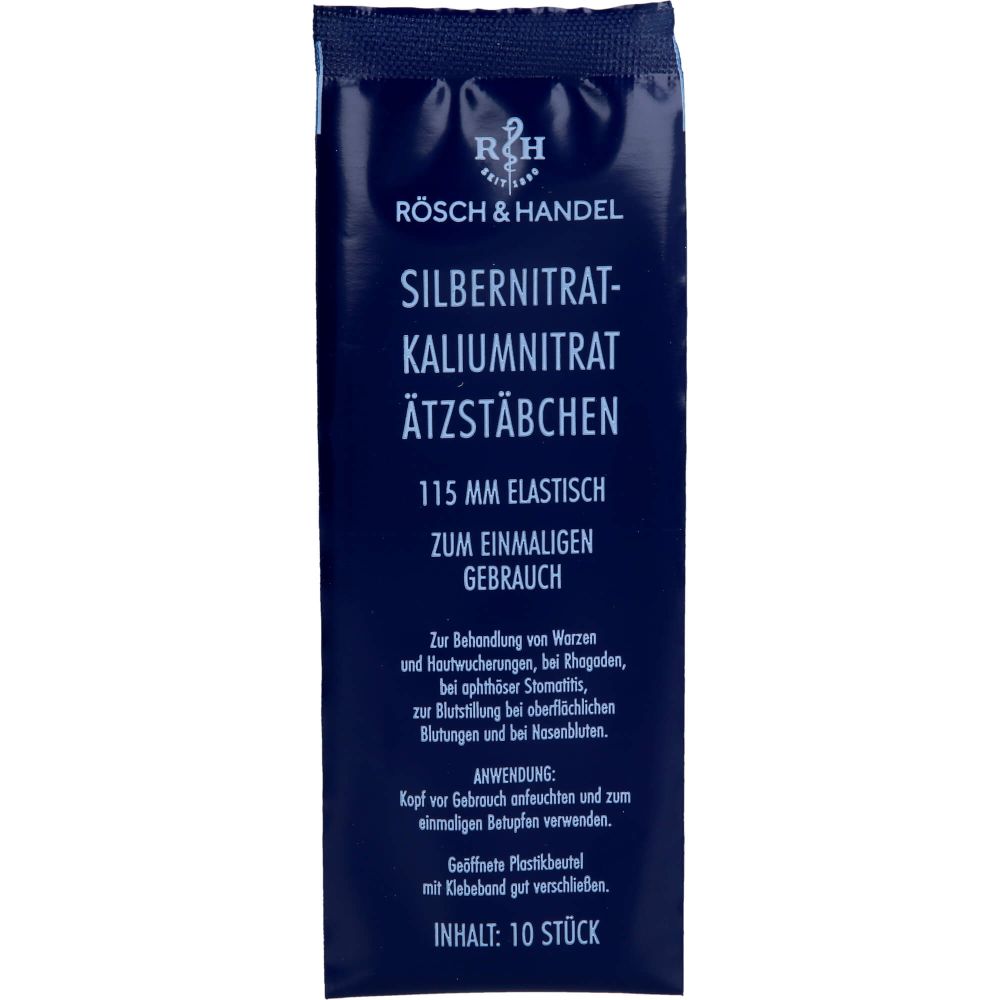 R H
SEIT 1890
RÖSCH & HANDEL
SILBERNITRAT-
KALIUMNITRAT
ÄTZSTÄBCHEN
115 MM ELASTISCH
ZUM EINMALIGEN
GEBRAUCH
Zur Behandlung von Warzen
und Hautwucherungen, bei Rhagaden,
bei aphthöser Stomatitis,
zur Blutstillung bei oberflächlichen
Blutungen und bei Nasenbluten.
ANWENDUNG:
Kopf vor Gebrauch anfeuchten und zum
einmaligen Betupfen verwenden.
Geöffnete Plastikbeutel
mit Klebeband gut verschließen.
INHALT: 10 STÜCK